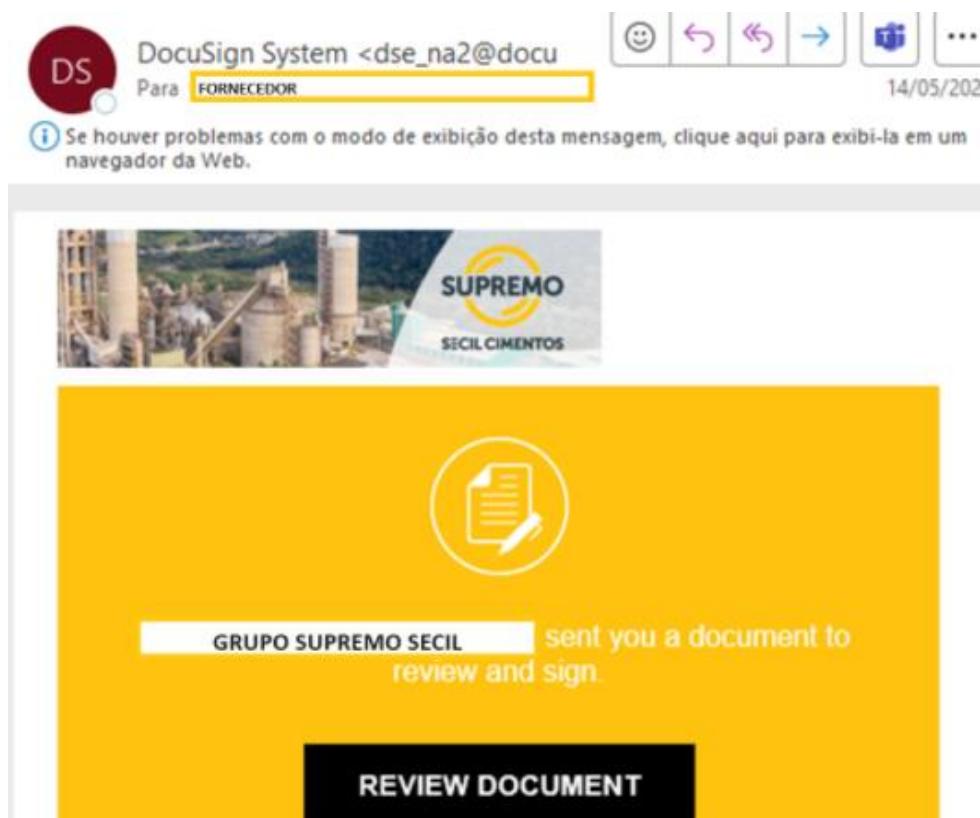 DS
DocuSign System <dse_na2@docu
Para FORNECEDOR
14/05/202
Se houver problemas com o modo de exibição desta mensagem, clique aqui para exibi-la em um
navegador da Web.
SUPREMO
SECIL CIMENTOS
GRUPO SUPREMO SECIL sent you a document to
review and sign.
REVIEW DOCUMENT